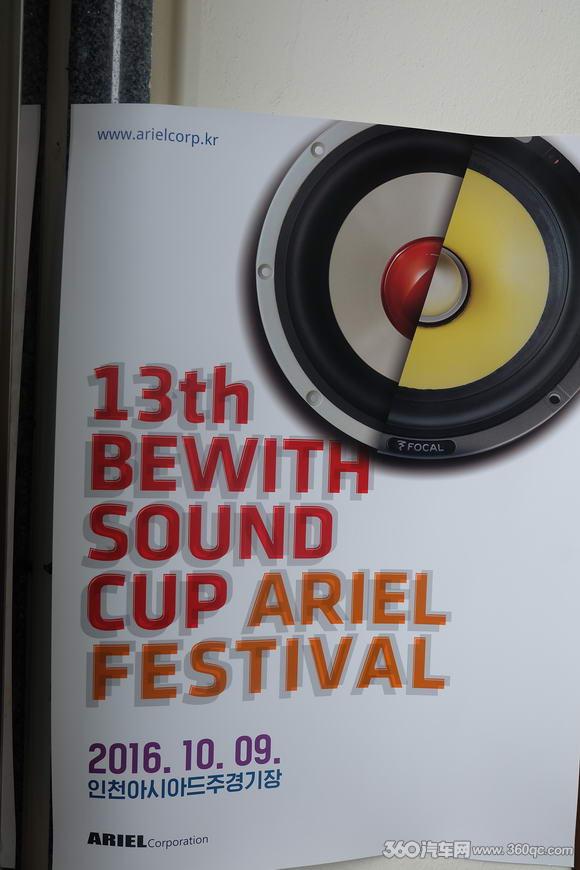 www.arielcorp.kr
FOCAL
13th
BEWITH
SOUND
CUP ARIEL
FESTIVAL
2016. 10. 09.
인천아시아드주경기장
ARIEL Corporation
360汽车网 www.360qc.com